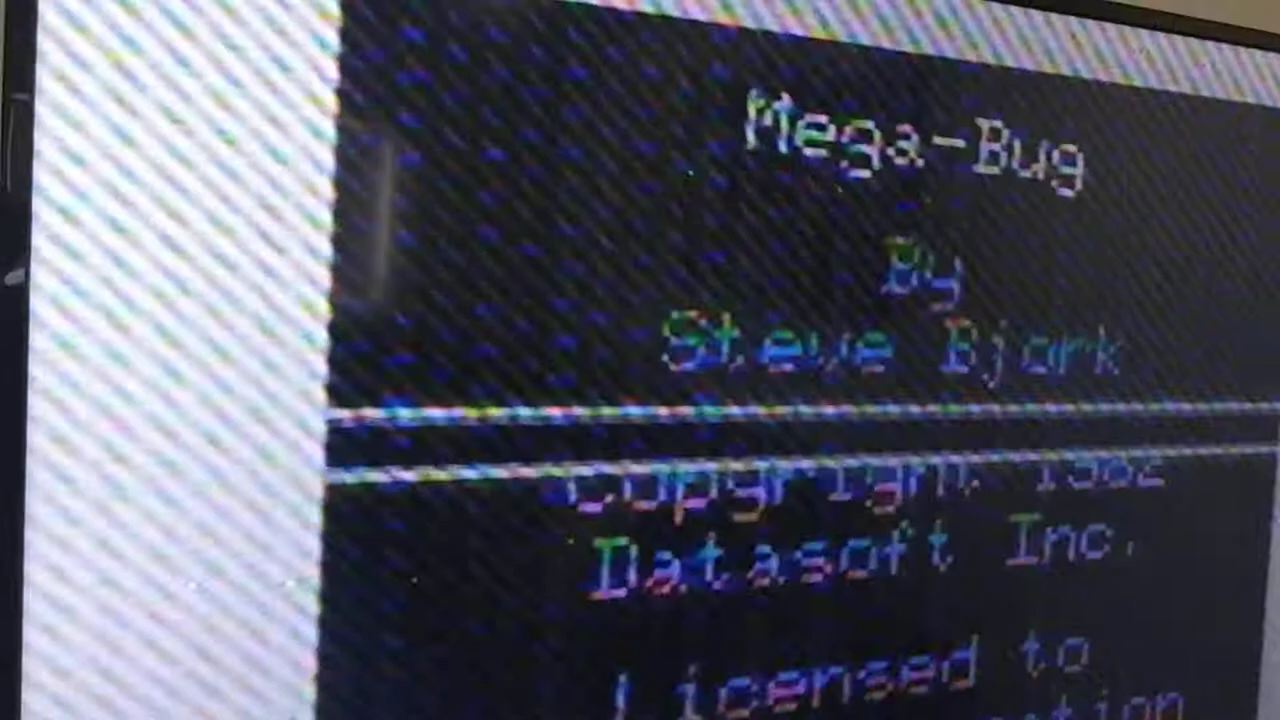 Mega-Bug
By
Steve Bjork
Copyright 1982
Datasoft Inc.
Licensed to